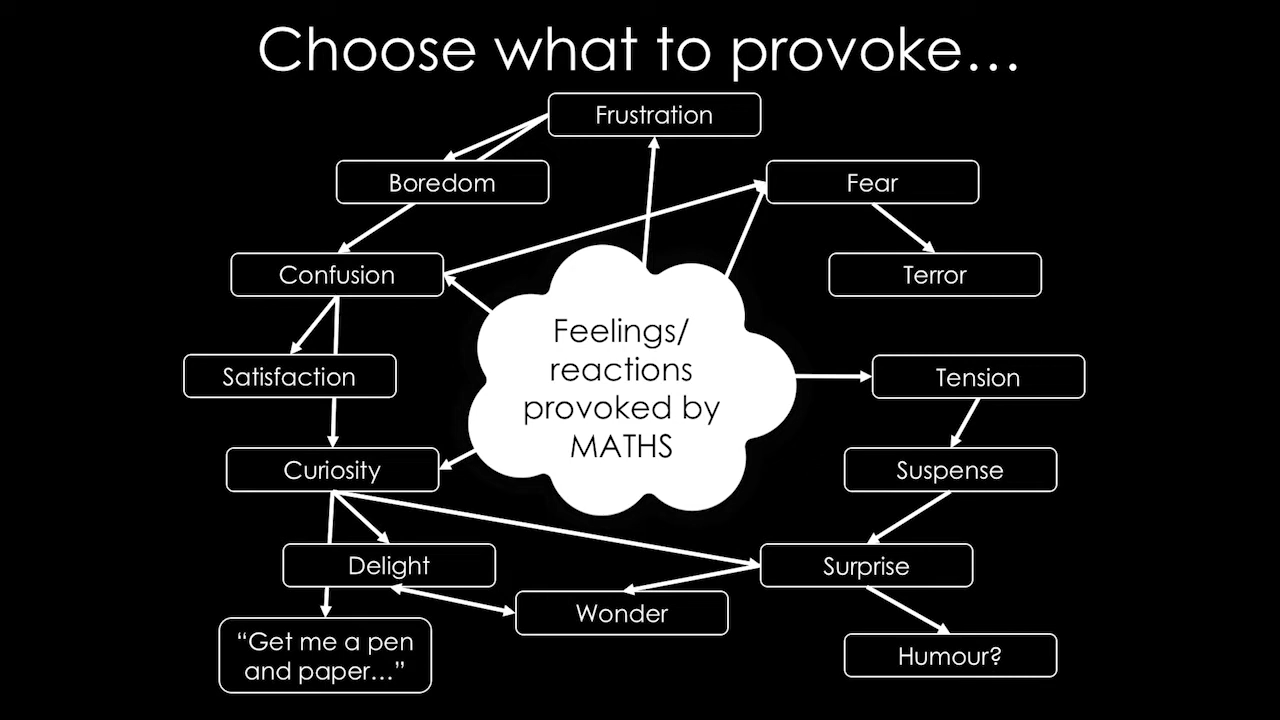 Choose what to provoke…
Frustration
Boredom
Fear
Confusion
Terror
Feelings/
reactions
provoked by
MATHS
Satisfaction
Tension
Curiosity
Suspense
Delight
Surprise
Wonder
“Get me a pen
and paper…”
Humour?